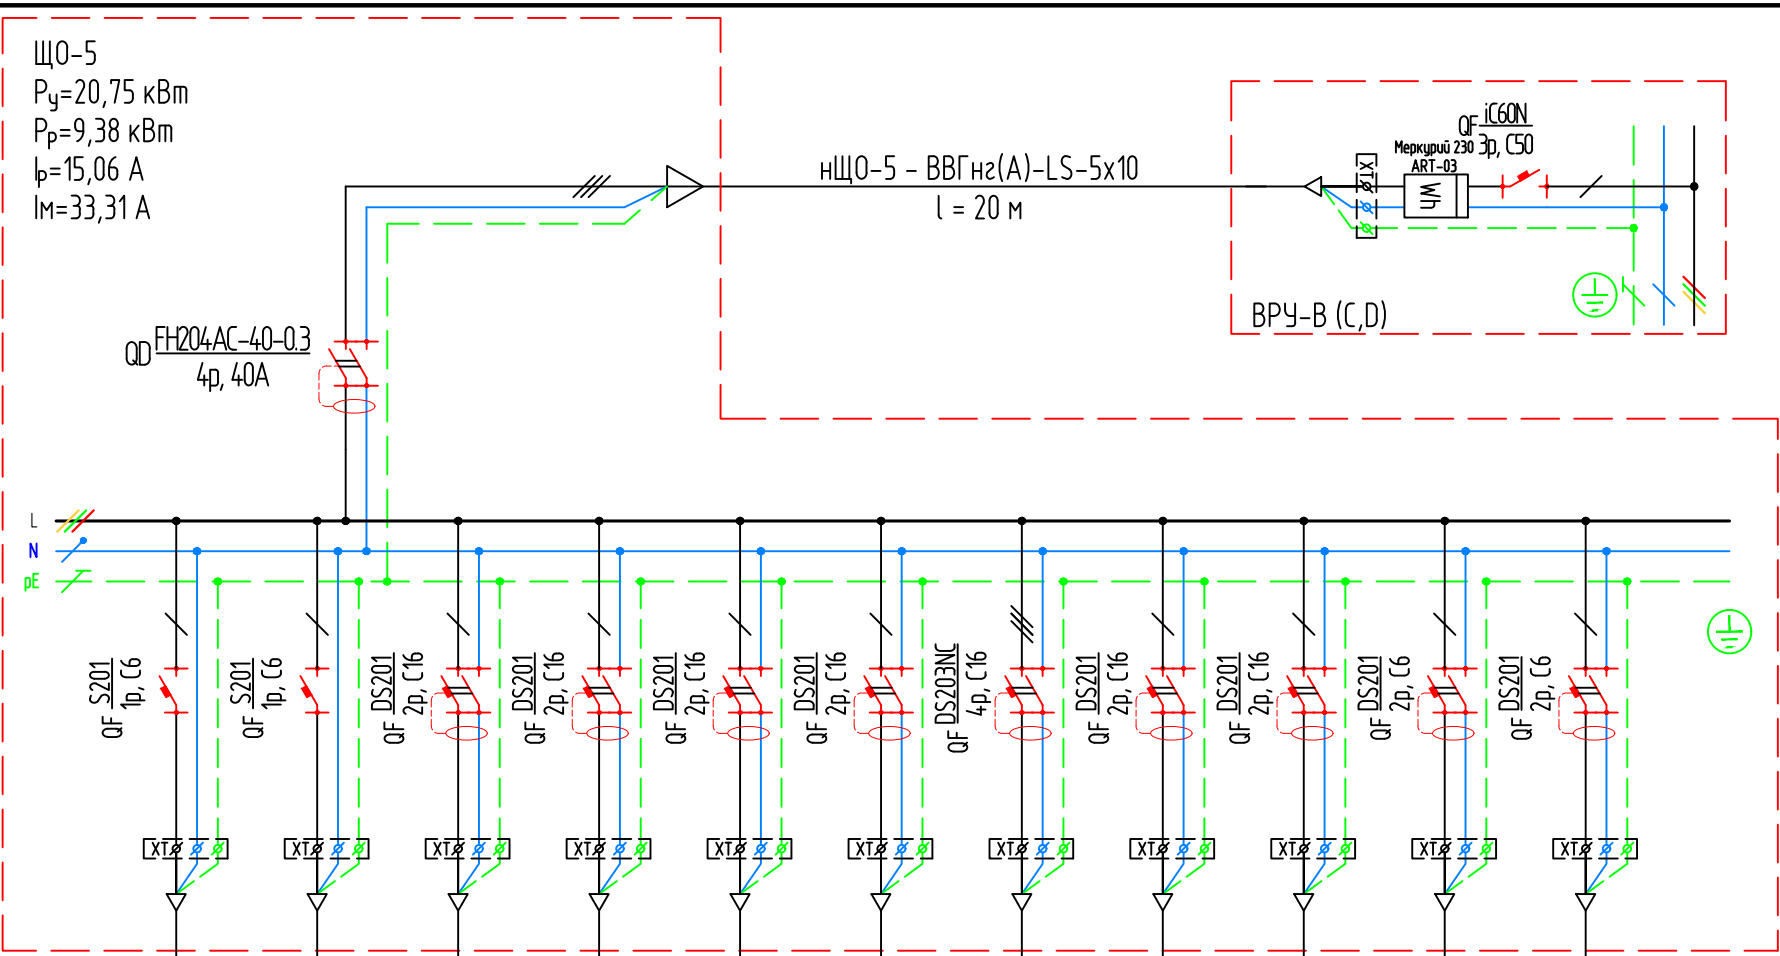 ЩО-5
Pу=20,75 кВт
Pр=9,38 кВт
Iр=15,06 А
Iм=33,31 А
нЩО-5 - ВВГнг(А)-LS-5х10
l = 20 м
QF iC60N
3р, С50
Меркурий 230
ART-03
XT
Wh
ВРУ-В (С,D)
QD FH204AC-40-0.3
4р, 40А
L
N
pE
QF S201
1р, С6
QF S201
1р, С6
QF DS201
2р, С16
QF DS201
2р, С16
QF DS201
2р, С16
QF DS201
2р, С16
QF DS203NC
4р, С16
QF DS201
2р, С16
QF DS201
2р, С16
QF DS201
2р, С6
QF DS201
2р, С6
XT XT XT XT XT XT XT XT XT XT XT